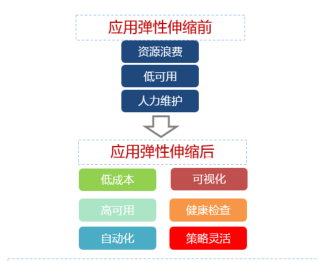 应用弹性伸缩前
资源浪费
低可用
人力维护
应用弹性伸缩后
低成本 可视化
高可用 健康检查
自动化 策略灵活